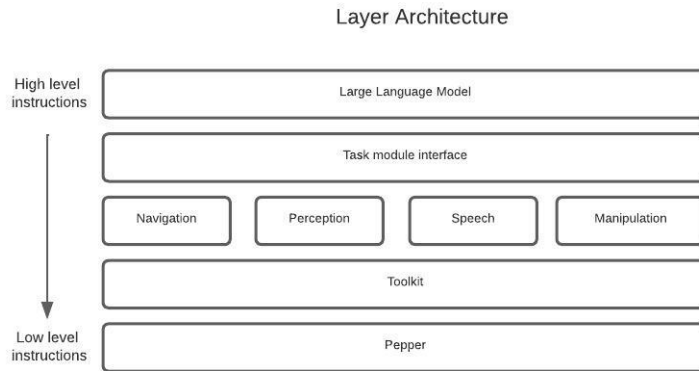 Layer Architecture
High level
instructions
Large Language Model
Task module interface
Navigation
Perception
Speech
Manipulation
Toolkit
Low level
instructions
Pepper